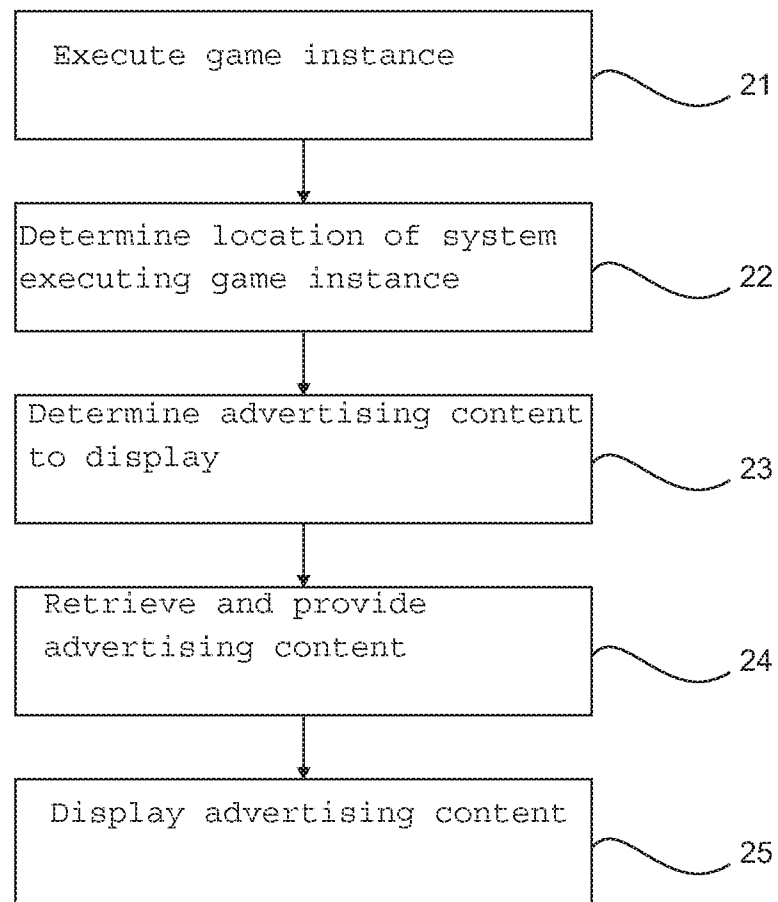 Execute game instance
21
Determine location of system
executing game instance
22
Determine advertising content
to display
23
Retrieve and provide
advertising content
24
Display advertising content
25